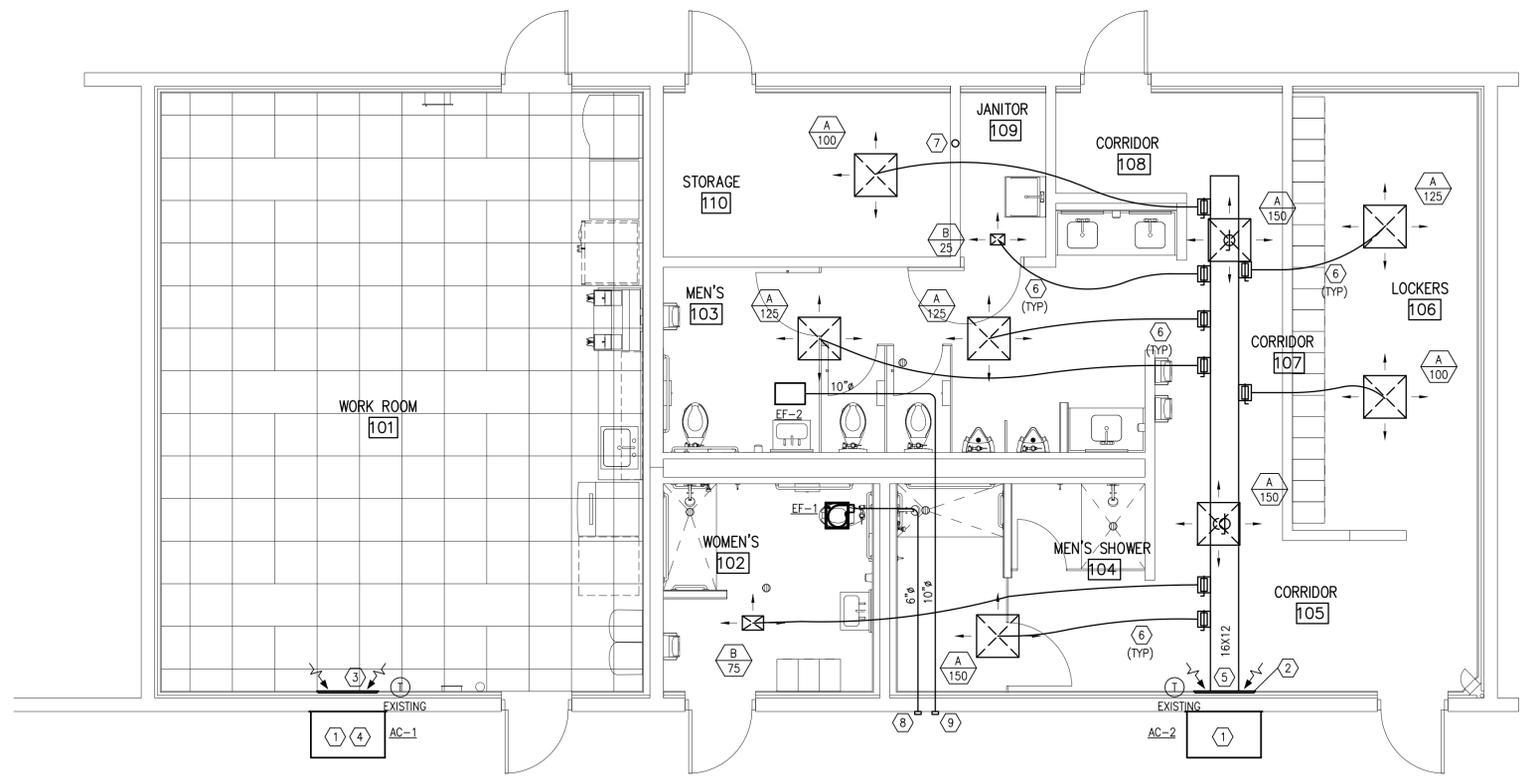 JANITOR
109
A
100
7
CORRIDOR
108
STORAGE
110
A
150
A
125
B
25
6
(TYP)
6
(TYP)
MEN'S
103
A
125
A
125
LOCKERS
106
6
(TYP)
CORRIDOR
107
A
100
10"ø
EF-2
WORK ROOM
101
A
150
EF-1
WOMEN'S
102
MEN'S SHOWER
104
6"ø
10"ø
CORRIDOR
105
16X12
6
(TYP)
B
75
A
150
3
T
EXISTING
T
EXISTING
5
2
1
4
AC-1
8
9
AC-2
1